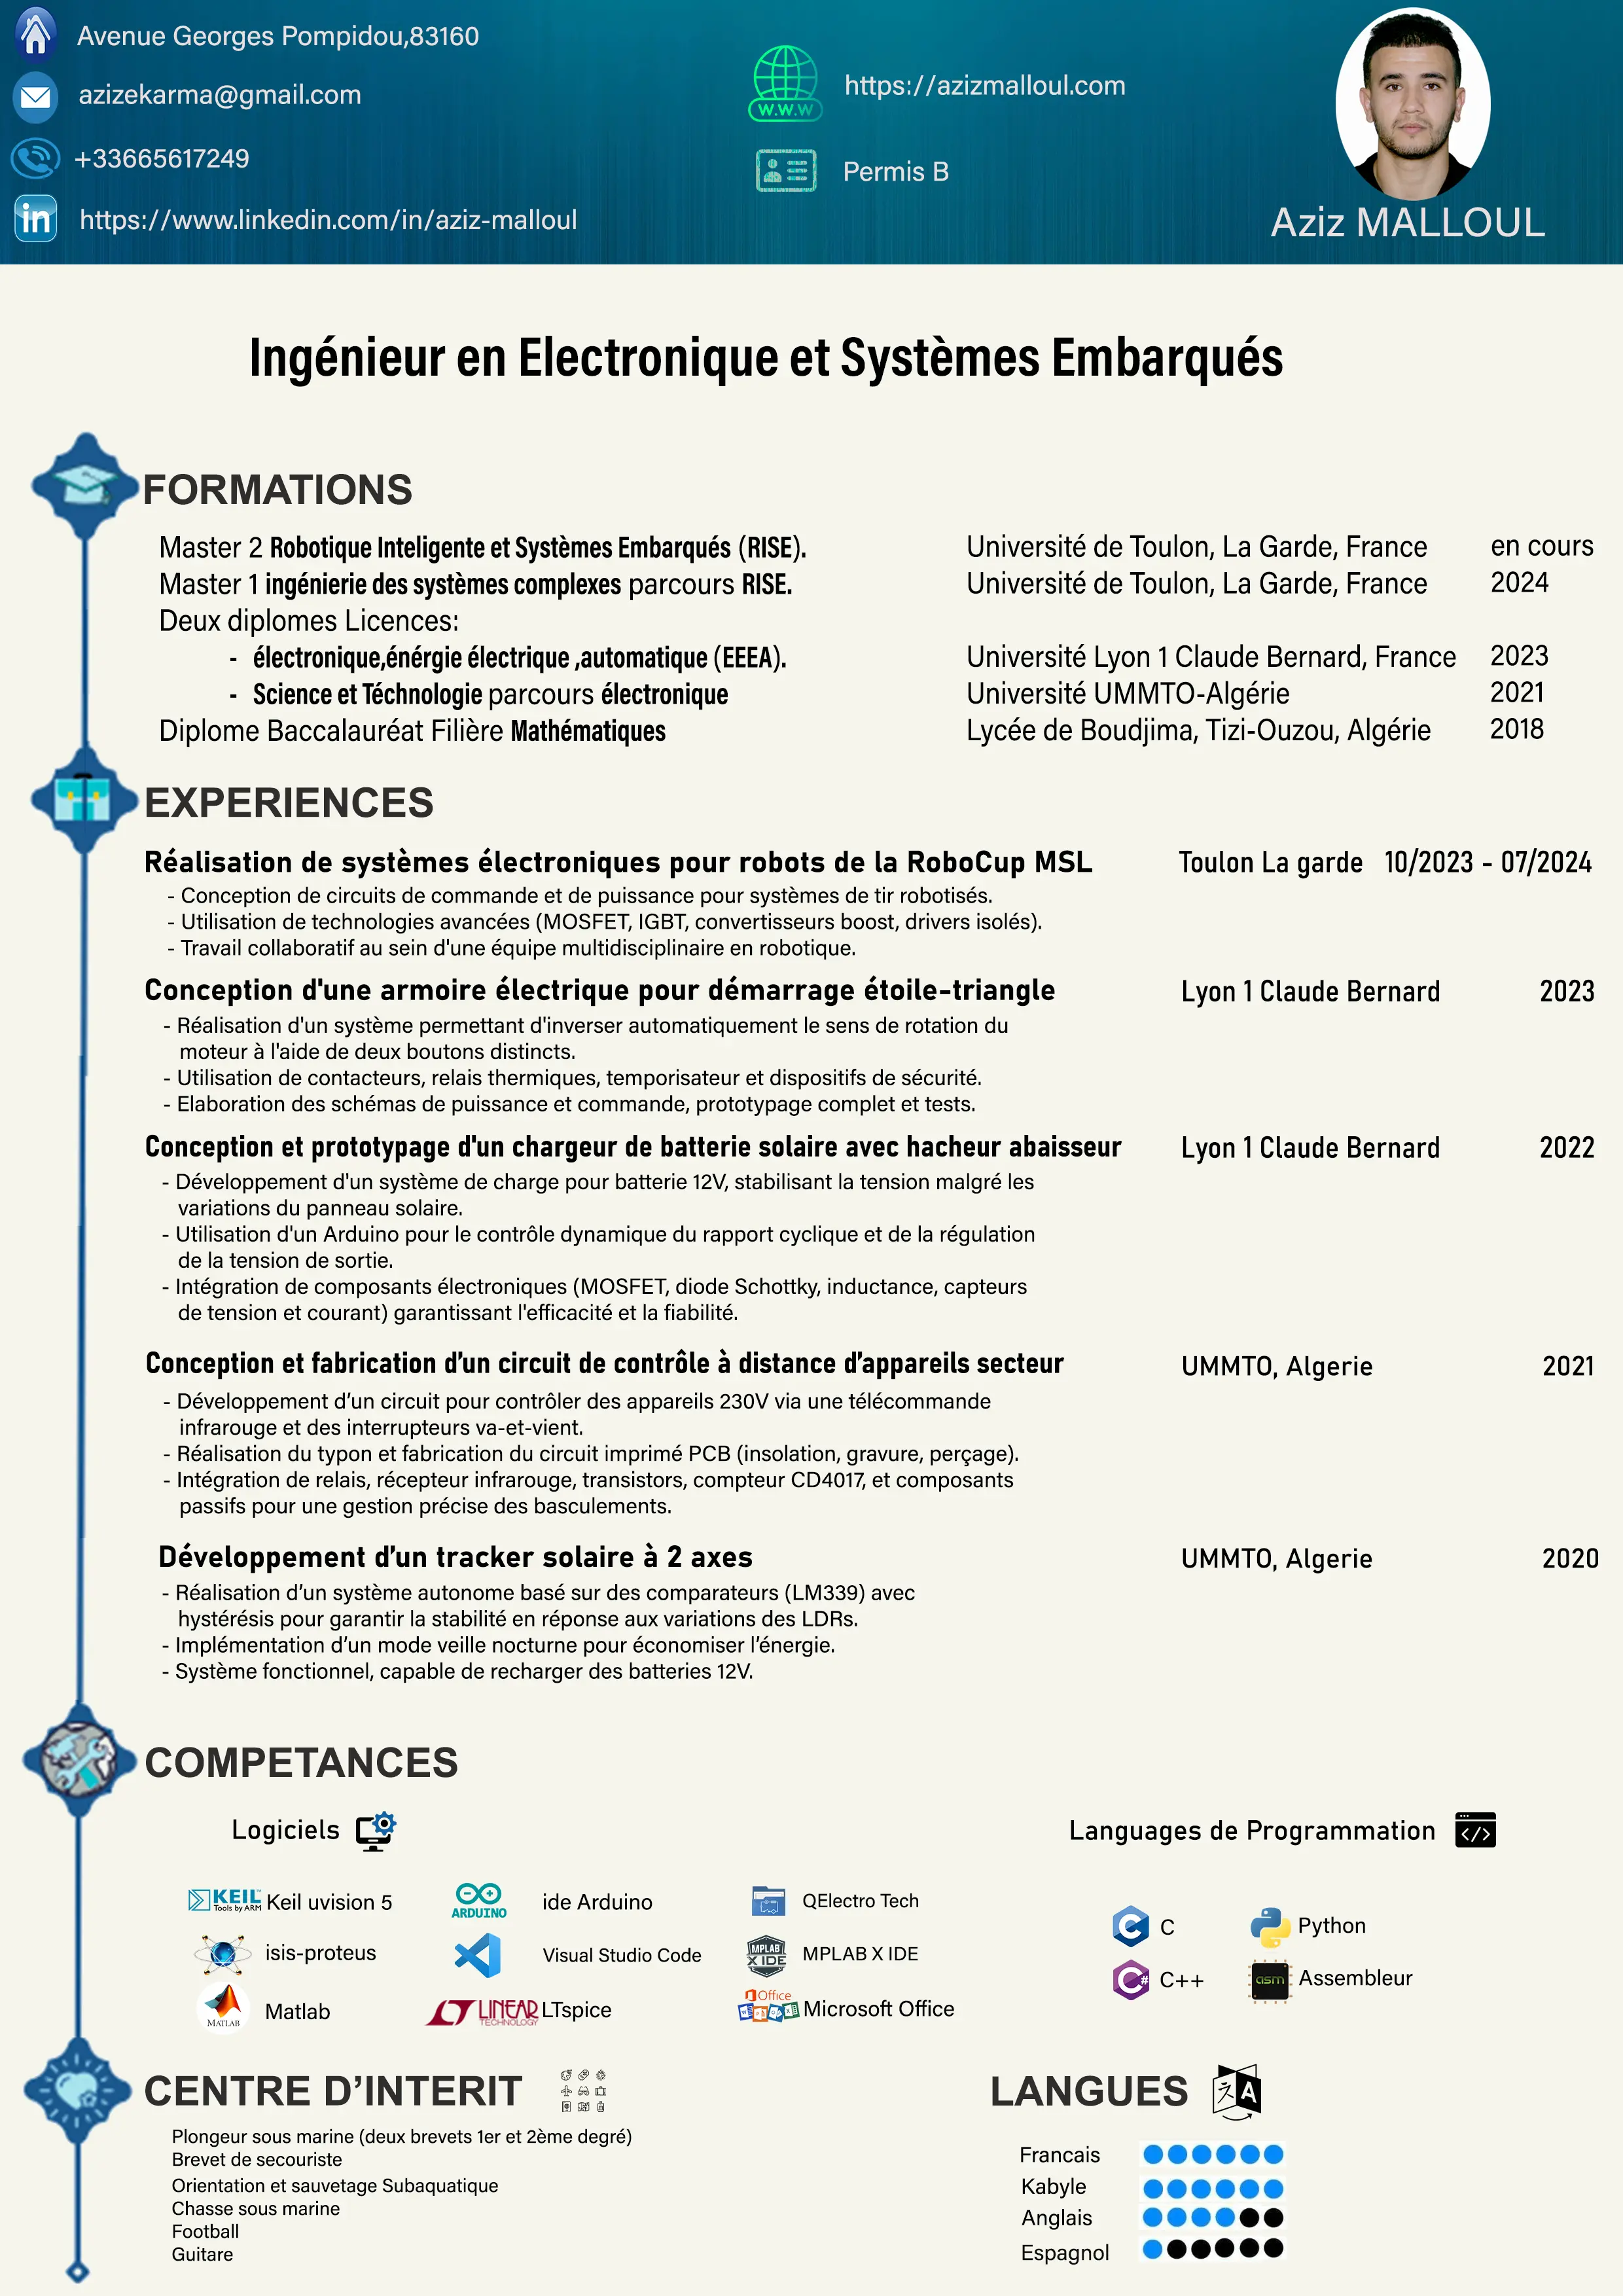 Avenue Georges Pompidou,83160
azizekarma@gmail.com
+33665617249
https://www.linkedin.com/in/aziz-malloul
W.W.W
https://azizmalloul.com
Permis B
Aziz MALLOUL
Ingénieur en Electronique et Systèmes Embarqués
FORMATIONS
Master 2 Robotique Inteligente et Systèmes Embarqués (RISE). Université de Toulon, La Garde, France en cours
Master 1 ingénierie des systèmes complexes parcours RISE. Université de Toulon, La Garde, France 2024
Deux diplomes Licences:
- électronique,énérgie électrique ,automatique (EEEA). Université Lyon 1 Claude Bernard, France 2023
- Science et Téchnologie parcours électronique Université UMMTO-Algérie 2021
Diplome Baccalauréat Filière Mathématiques Lycée de Boudjima, Tizi-Ouzou, Algérie 2018
EXPERIENCES
Réalisation de systèmes électroniques pour robots de la RoboCup MSL Toulon La garde 10/2023 - 07/2024
- Conception de circuits de commande et de puissance pour systèmes de tir robotisés.
- Utilisation de technologies avancées (MOSFET, IGBT, convertisseurs boost, drivers isolés).
- Travail collaboratif au sein d'une équipe multidisciplinaire en robotique.
Conception d'une armoire électrique pour démarrage étoile-triangle Lyon 1 Claude Bernard 2023
- Réalisation d'un système permettant d'inverser automatiquement le sens de rotation du
moteur à l'aide de deux boutons distincts.
- Utilisation de contacteurs, relais thermiques, temporisateur et dispositifs de sécurité.
- Elaboration des schémas de puissance et commande, prototypage complet et tests.
Conception et prototypage d'un chargeur de batterie solaire avec hacheur abaisseur Lyon 1 Claude Bernard 2022
- Développement d'un système de charge pour batterie 12V, stabilisant la tension malgré les
variations du panneau solaire.
- Utilisation d'un Arduino pour le contrôle dynamique du rapport cyclique et de la régulation
de la tension de sortie.
- Intégration de composants électroniques (MOSFET, diode Schottky, inductance, capteurs
de tension et courant) garantissant l'efficacité et la fiabilité.
Conception et fabrication d’un circuit de contrôle à distance d’appareils secteur UMMTO, Algerie 2021
- Développement d’un circuit pour contrôler des appareils 230V via une télécommande
infrarouge et des interrupteurs va-et-vient.
- Réalisation du typon et fabrication du circuit imprimé PCB (insolation, gravure, perçage).
- Intégration de relais, récepteur infrarouge, transistors, compteur CD4017, et composants
passifs pour une gestion précise des basculements.
Développement d’un tracker solaire à 2 axes UMMTO, Algerie 2020
- Réalisation d’un système autonome basé sur des comparateurs (LM339) avec
hystérésis pour garantir la stabilité en réponse aux variations des LDRs.
- Implémentation d’un mode veille nocturne pour économiser l’énergie.
- Système fonctionnel, capable de recharger des batteries 12V.
COMPETANCES
Logiciels
KEIL Tools by ARM Keil uvision 5
ARDUINO ide Arduino
QElectro Tech
isis-proteus
Visual Studio Code
MPLAB X IDE MPLAB X IDE
MATLAB Matlab
LT LINEAR TECHNOLOGY LTspice
Office Microsoft Office
Languages de Programmation </>
C C
Python
C# C++
asm Assembleur
CENTRE D’INTERIT
Plongeur sous marine (deux brevets 1er et 2ème degré)
Brevet de secouriste
Orientation et sauvetage Subaquatique
Chasse sous marine
Football
Guitare
LANGUES A
Francais
Kabyle
Anglais
Espagnol